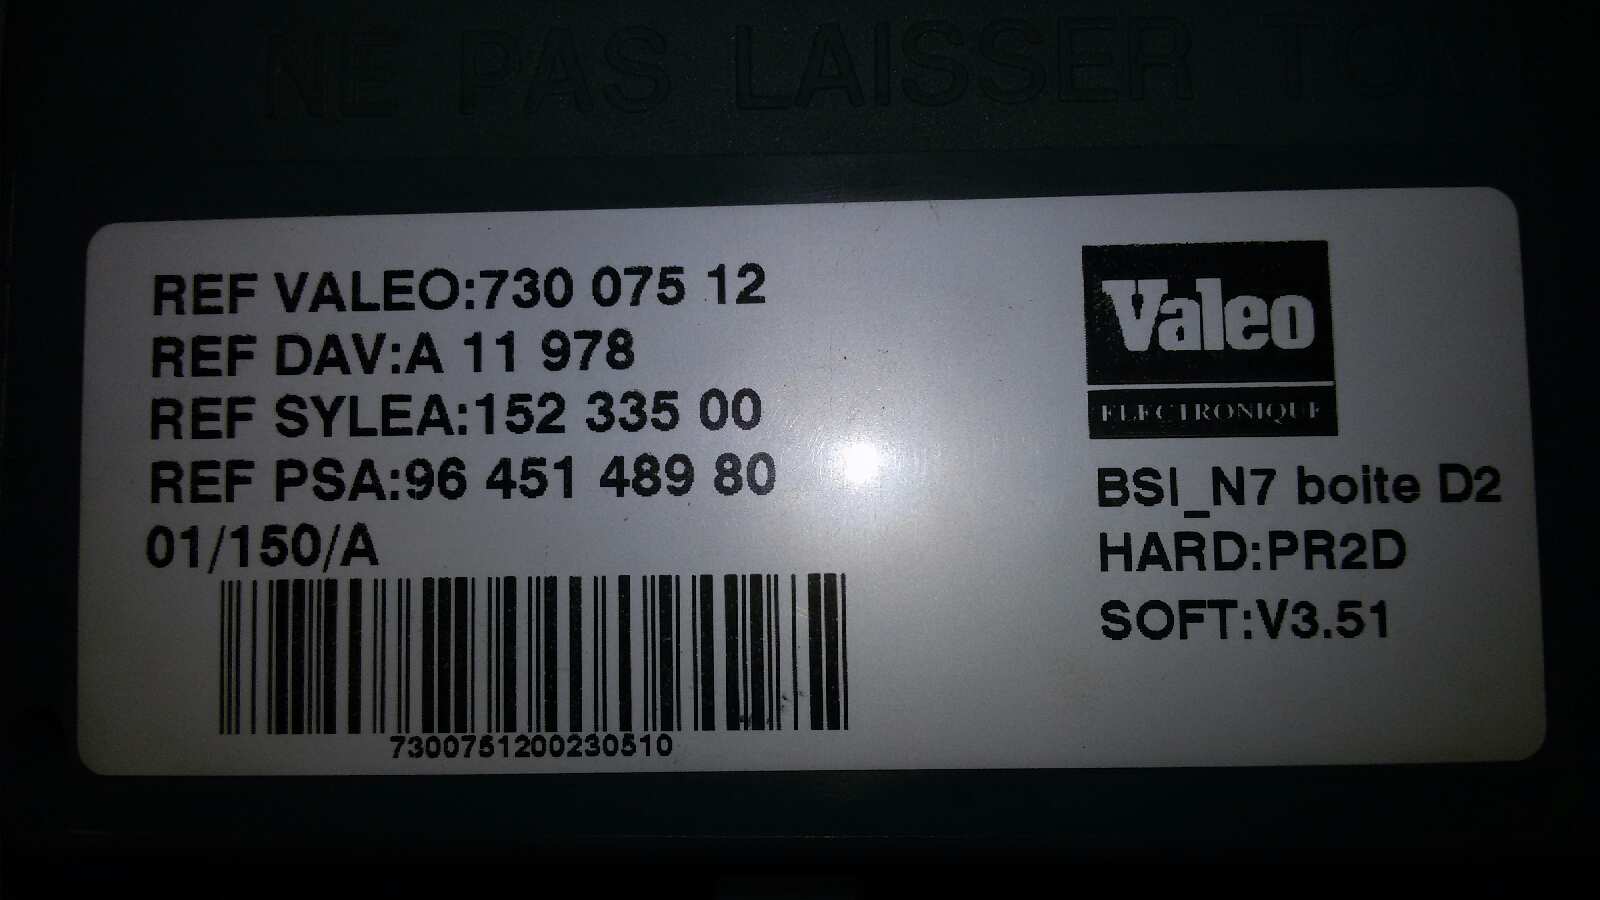 NE PAS LAISSER
REF VALEO:730 075 12
REF DAV:A 11 978
REF SYLEA:152 335 00
REF PSA:96 451 489 80
01/150/A
7300751200230510
Valeo
ELECTRONIQUE
BSI_N7 boite D2
HARD:PR2D
SOFT:V3.51